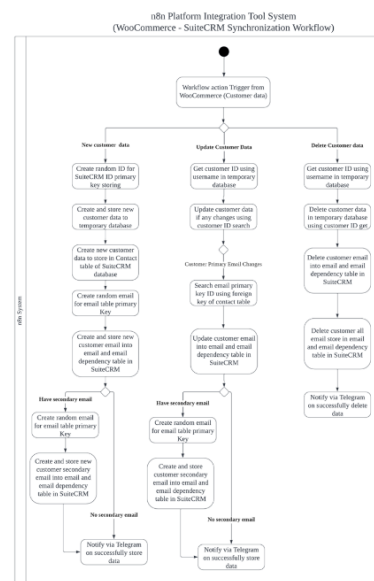 n8n Platform Integration Tool System
(WooCommerce - SuiteCRM Synchronization Workflow)
n8n System
Workflow action Trigger from
WooCommerce (Customer data)
New customer data
Create random ID for
SuiteCRM ID primary
key storing
Create and store new
customer data to
temporary database
Create new customer
data to store in Contact
table of SuiteCRM
database
Create random email
for email table primary
Key
Create and store new
customer email into
email and email
dependency table in
SuiteCRM
Have secondary email
Create random email
for email table primary
Key
Create and store new
customer secondary
email into email and
email dependency
table in SuiteCRM
No secondary email
Notify via Telegram
on successfully store
data
Update Customer Data
Get customer ID using
username in temporary
database
Update customer data
if any changes using
customer ID search
Customer Primary Email Changes
Search email primary
key ID using foreign
key of contact table
Update customer email
into email and email
dependency table in
SuiteCRM
Have secondary email
Create random email
for email table primary
Key
Create and store
customer secondary
email into email and
email dependency
table in SuiteCRM
No secondary email
Notify via Telegram
on successfully store
data
Delete Customer data
Get customer ID using
username in temporary
database
Delete customer data
in temporary database
using customer ID get
Delete customer email
into email and email
dependency table in
SuiteCRM
Delete customer all
email store in email
and email dependency
table in SuiteCRM
Notify via Telegram
on successfully delete
data